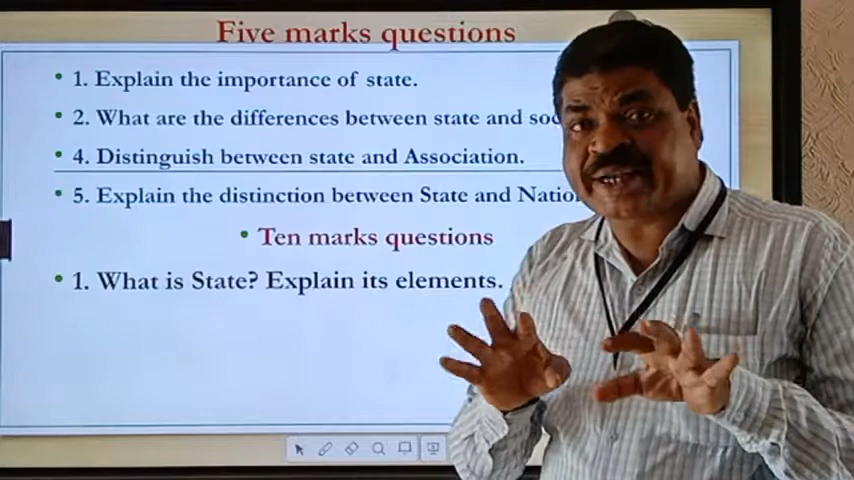 Five marks questions
• 1. Explain the importance of state.
• 2. What are the differences between state and
• 4. Distinguish between state and Association.
• 5. Explain the distinction between State and
• Ten marks questions
• 1. What is State? Explain its elements.